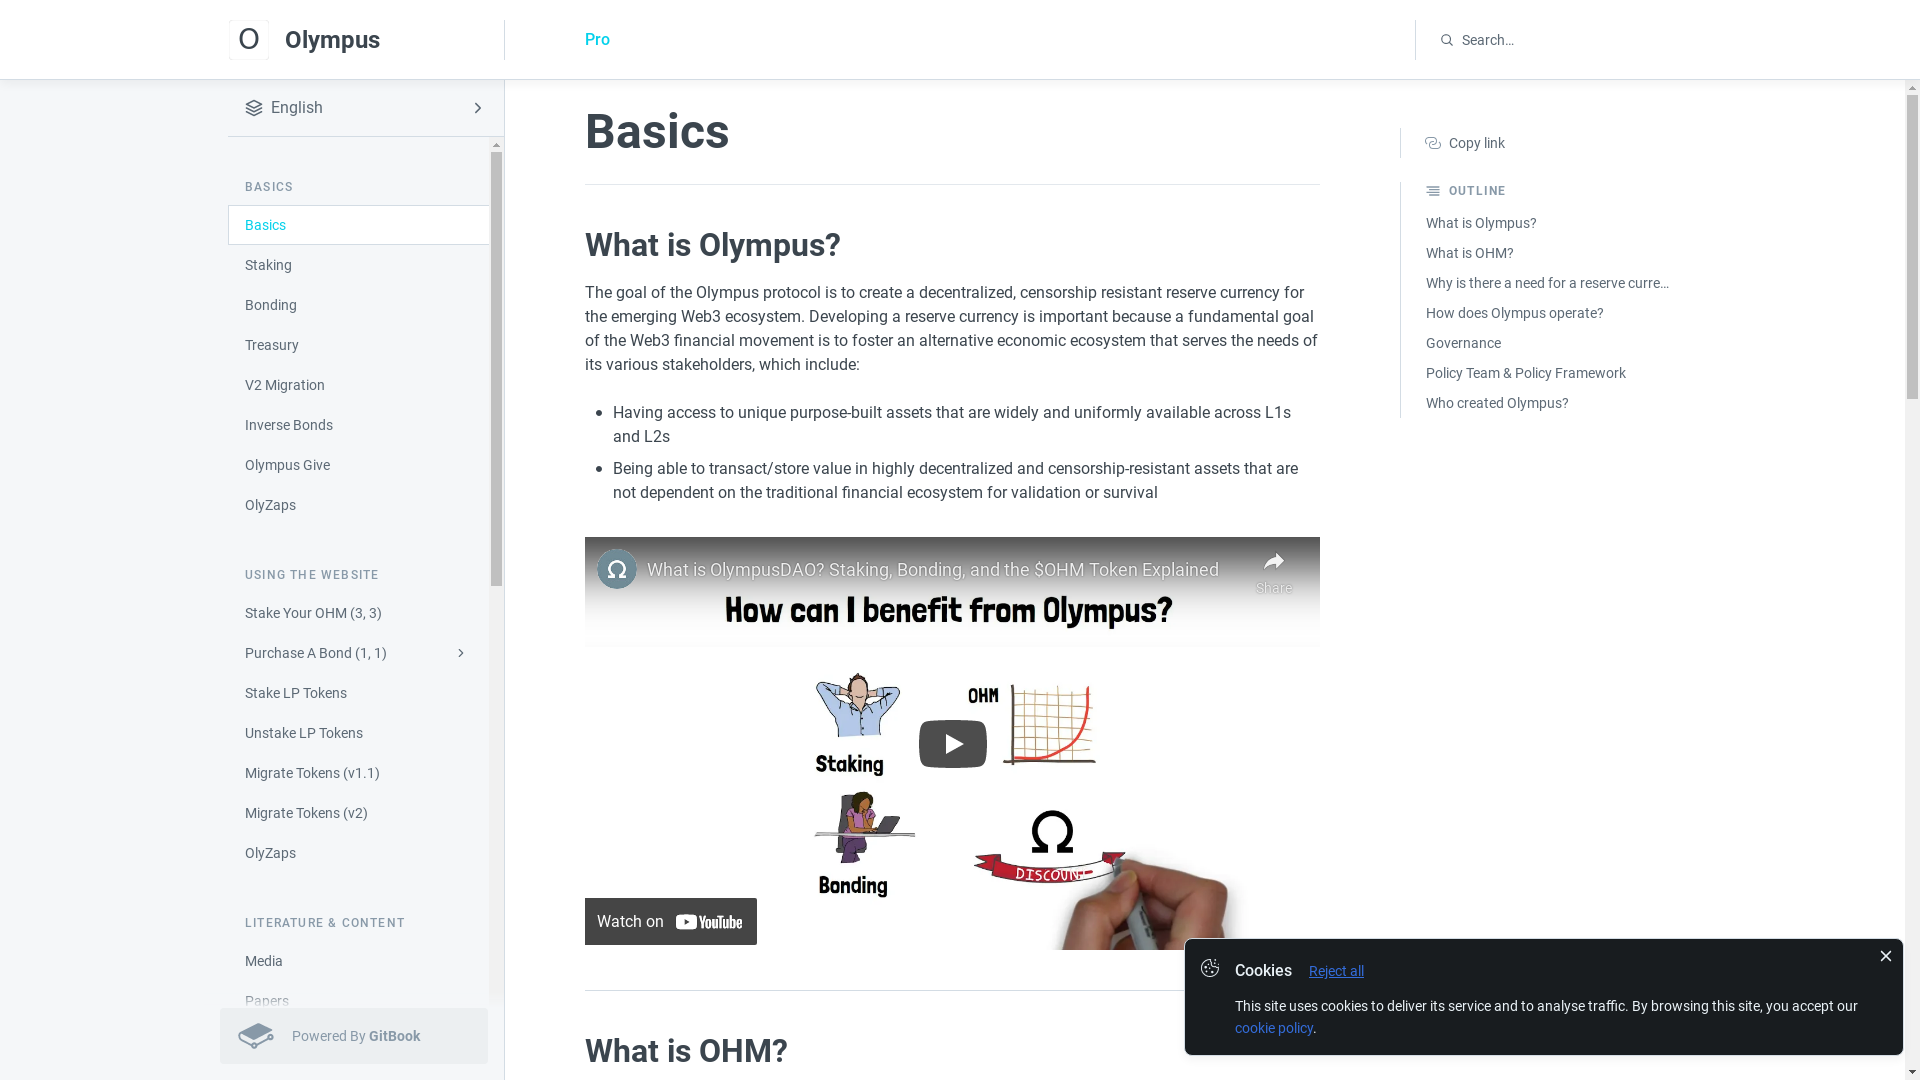 O
Olympus
Pro
Search…
English
BASICS
Basics
Staking
Bonding
Treasury
V2 Migration
Inverse Bonds
Olympus Give
OlyZaps
USING THE WEBSITE
Stake Your OHM (3, 3)
Purchase A Bond (1, 1)
Stake LP Tokens
Unstake LP Tokens
Migrate Tokens (v1.1)
Migrate Tokens (v2)
OlyZaps
LITERATURE & CONTENT
Media
Papers
Powered By GitBook
Basics
What is Olympus?
The goal of the Olympus protocol is to create a decentralized, censorship resistant reserve currency for
the emerging Web3 ecosystem. Developing a reserve currency is important because a fundamental goal
of the Web3 financial movement is to foster an alternative economic ecosystem that serves the needs of
its various stakeholders, which include:
Having access to unique purpose-built assets that are widely and uniformly available across L1s
and L2s
Being able to transact/store value in highly decentralized and censorship-resistant assets that are
not dependent on the traditional financial ecosystem for validation or survival
Ω
What is OlympusDAO? Staking, Bonding, and the $OHM Token Explained
Share
How can I benefit from Olympus?
OHM
Staking
Ω
DISCOUNT
Bonding
Watch on YouTube
What is OHM?
Copy link
OUTLINE
What is Olympus?
What is OHM?
Why is there a need for a reserve curre…
How does Olympus operate?
Governance
Policy Team & Policy Framework
Who created Olympus?
Cookies Reject all
This site uses cookies to deliver its service and to analyse traffic. By browsing this site, you accept our
cookie policy.